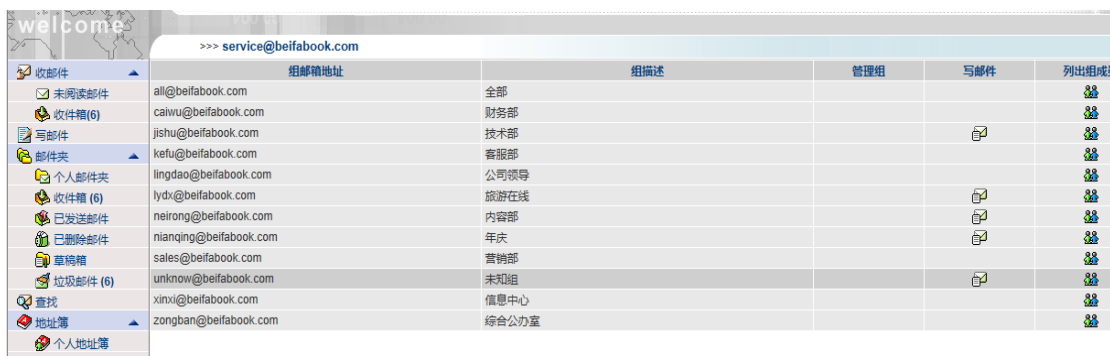 welcome
>>> service@beifabook.com
收邮件
未阅读邮件
收件箱(6)
写邮件
邮件夹
个人邮件夹
收件箱 (6)
已发送邮件
已删除邮件
草稿箱
垃圾邮件 (6)
查找
地址簿
个人地址簿
组邮箱地址 组描述 管理组 写邮件 列出组成
all@beifabook.com 全部
caiwu@beifabook.com 财务部
jishu@beifabook.com 技术部
kefu@beifabook.com 客服部
lingdao@beifabook.com 公司领导
lydx@beifabook.com 旅游在线
neirong@beifabook.com 内容部
nianqing@beifabook.com 年庆
sales@beifabook.com 营销部
unknow@beifabook.com 未知组
xinxi@beifabook.com 信息中心
zongban@beifabook.com 综合公办室